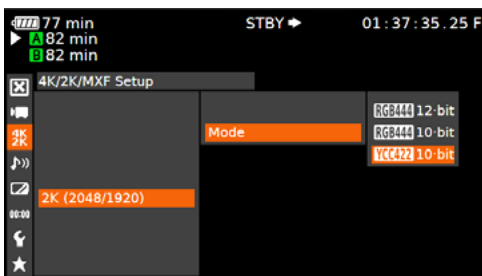 77 min STBY 01:37:35.25 F
A 82 min
B 82 min
4K/2K/MXF Setup
RGB444 12-bit
4K 2K Mode RGB444 10-bit
YCC422 10-bit
2K (2048/1920)
00:00